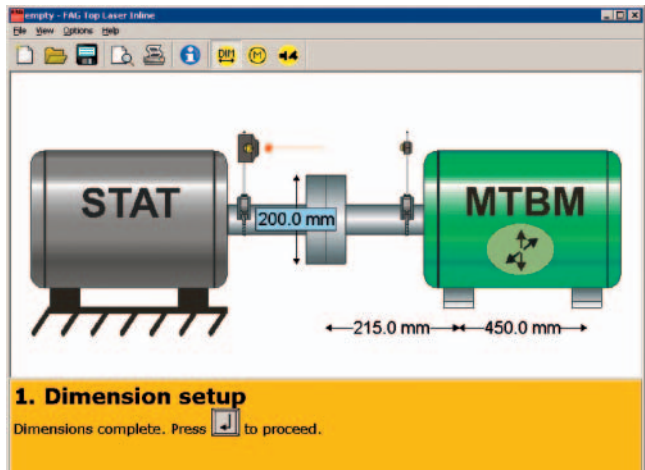 empty - FAG Top Laser Inline
File View Options Help
DIM M
STAT
200.0 mm
MTBM
215.0 mm 450.0 mm
1. Dimension setup
Dimensions complete. Press to proceed.